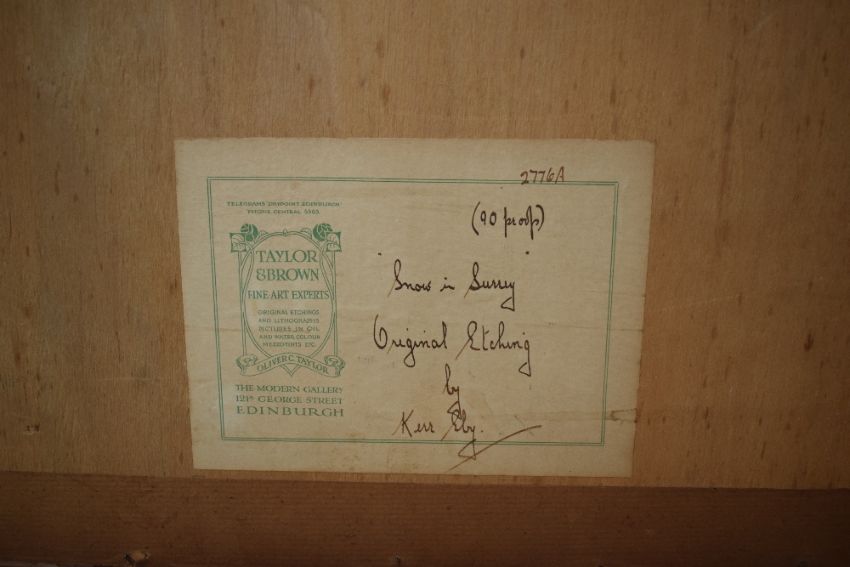 2776A
TELEGRAMS DRYPOINT, EDINBURGH
PHONE, CENTRAL 5565
TAYLOR
& BROWN
FINE ART EXPERTS
ORIGINAL ETCHINGS
AND LITHOGRAPHS
PICTURES IN OIL
AND WATER COLOUR
MEZZOTINTS ETC.
OLIVER C. TAYLOR
THE MODERN GALLERY
121A GEORGE STREET
EDINBURGH
(90 proofs)
"Snow in Surrey"
Original Etching
by
Kerr Eby.